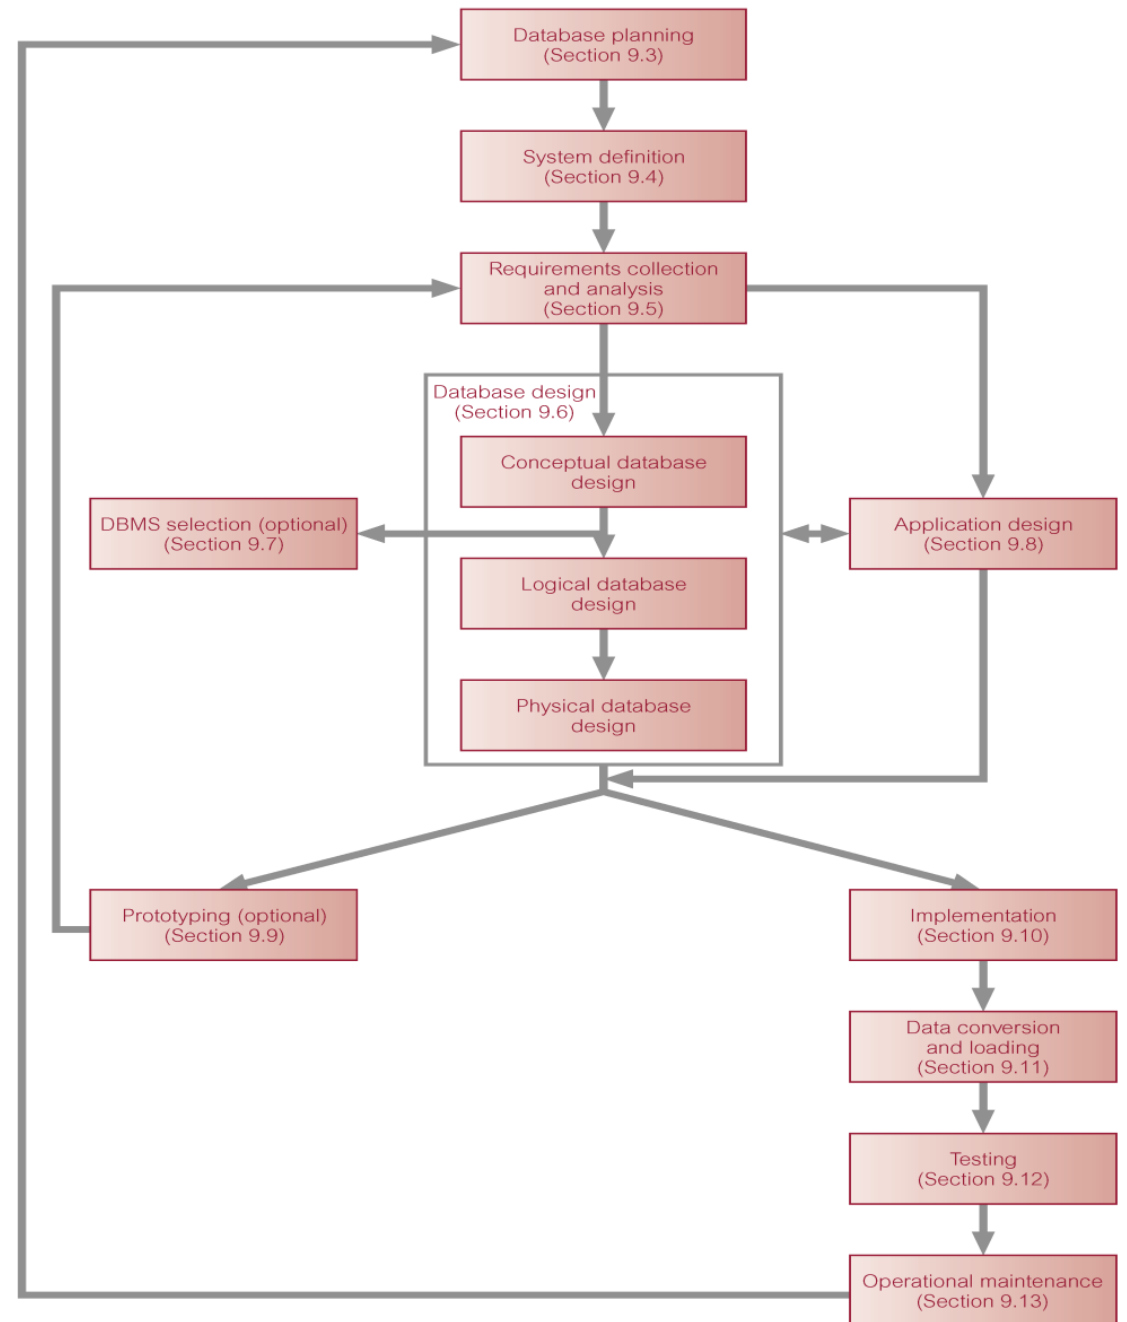 Database planning
(Section 9.3)
System definition
(Section 9.4)
Requirements collection
and analysis
(Section 9.5)
Database design
(Section 9.6)
Conceptual database
design
DBMS selection (optional)
(Section 9.7)
Application design
(Section 9.8)
Logical database
design
Physical database
design
Prototyping (optional)
(Section 9.9)
Implementation
(Section 9.10)
Data conversion
and loading
(Section 9.11)
Testing
(Section 9.12)
Operational maintenance
(Section 9.13)